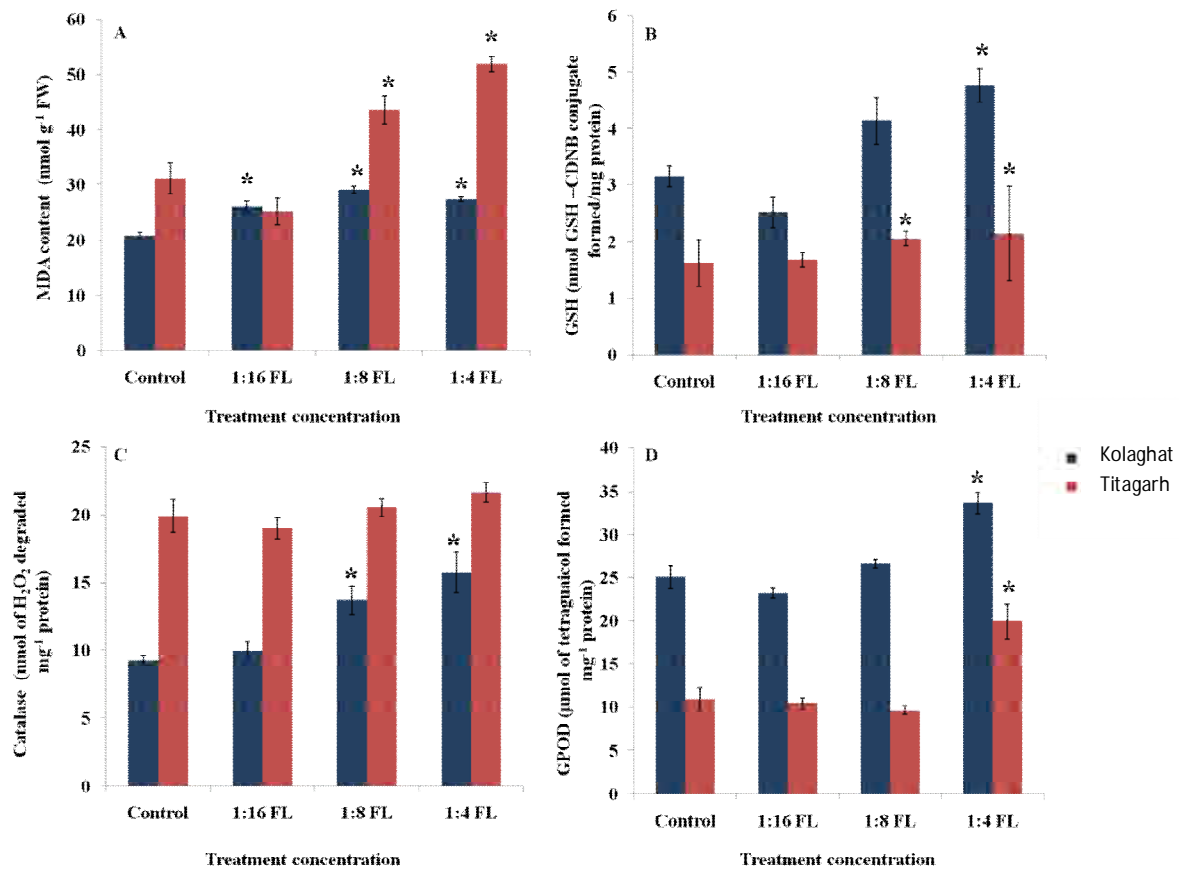 A
MDA content (nmol g⁻¹ FW)
60
50
40
30
20
10
0
*
*
*
*
*
Control
1:16 FL
1:8 FL
1:4 FL
Treatment concentration
B
GSH (nmol GSH –CDNB conjugate
formed/mg protein)
6
5
4
3
2
1
0
*
*
*
Control
1:16 FL
1:8 FL
1:4 FL
Treatment concentration
C
Catalase (nmol of H₂O₂ degraded
mg⁻¹ protein)
25
20
15
10
5
0
*
*
Control
1:16 FL
1:8 FL
1:4 FL
Treatment concentration
D
GPOD (µmol of tetraguaicol formed
mg⁻¹ protein)
40
35
30
25
20
15
10
5
0
*
*
Control
1:16 FL
1:8 FL
1:4 FL
Treatment concentration
Kolaghat
Titagarh